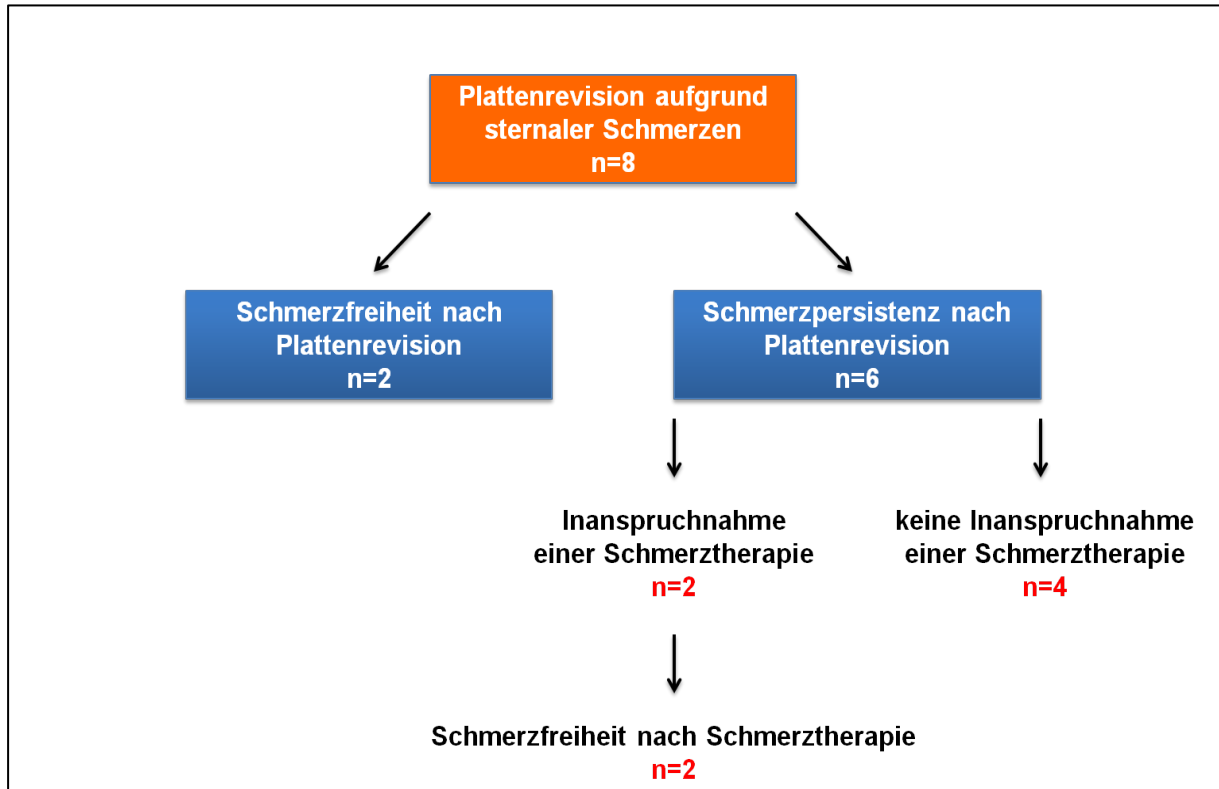 Plattenrevision aufgrund
sternaler Schmerzen
n=8
Schmerzfreiheit nach
Plattenrevision
n=2
Schmerzpersistenz nach
Plattenrevision
n=6
Inanspruchnahme
einer Schmerztherapie
n=2
keine Inanspruchnahme
einer Schmerztherapie
n=4
Schmerzfreiheit nach Schmerztherapie
n=2